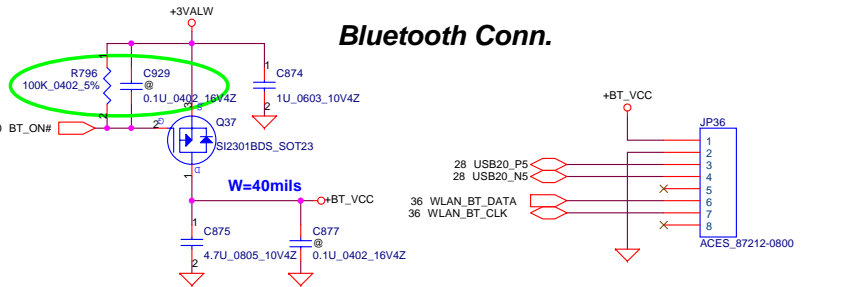 +3VALW
Bluetooth Conn.
R796
100K_0402_5%
1
2
C929
@
0.1U_0402_16V4Z
C874
1
2
1U_0603_10V4Z
BT_ON#
2
G
3
S
Q37
SI2301BDS_SOT23
D
1
W=40mils
+BT_VCC
C875
1
2
4.7U_0805_10V4Z
C877
@
0.1U_0402_16V4Z
+BT_VCC
JP36
1
2
28 USB20_P5 3
28 USB20_N5 4
5
36 WLAN_BT_DATA 6
36 WLAN_BT_CLK 7
8
ACES_87212-0800